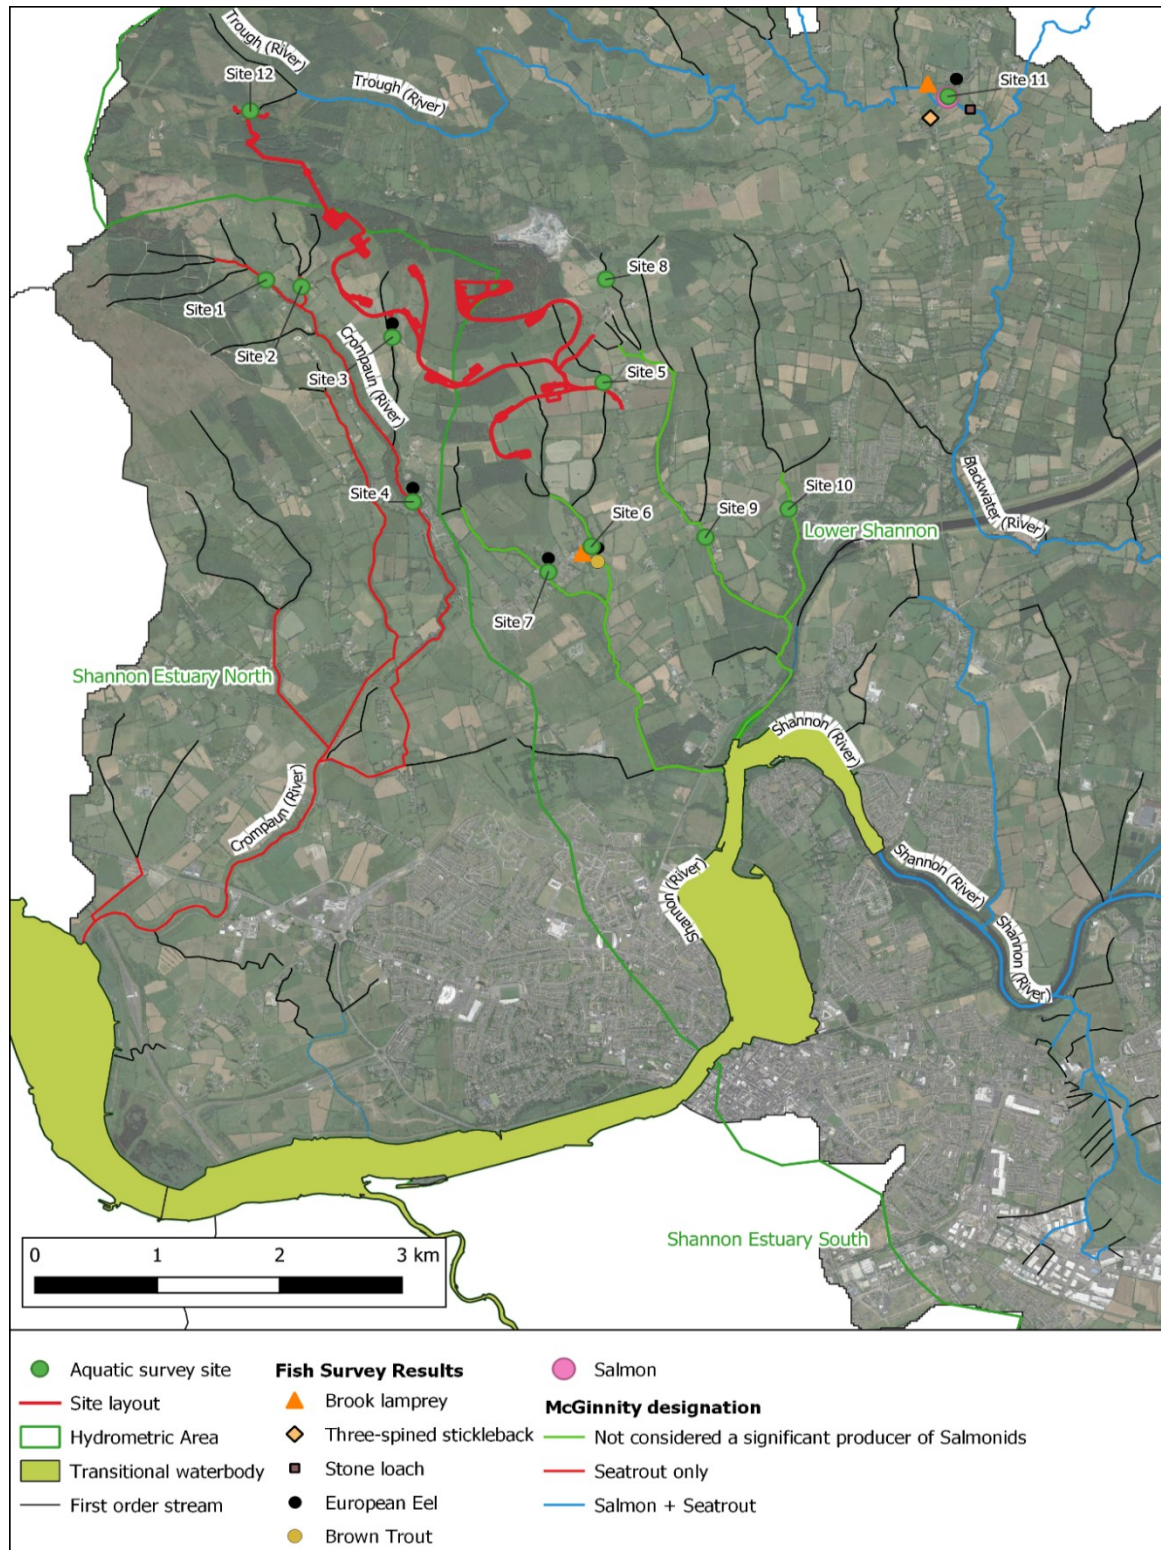 Trough (River)
Site 12
Trough (River)
Site 11
Site 8
Site 1
Site 2
Crompaun (River)
Site 3
Site 5
Site 4
Blackwater (River)
Site 10
Site 6
Site 9
Lower Shannon
Site 7
Shannon Estuary North
Shannon (River)
Crompaun (River)
Shannon (River)
Shannon (River)
Shannon (River)
Shannon Estuary South
0 1 2 3 km
Aquatic survey site
Site layout
Hydrometric Area
Transitional waterbody
First order stream
Fish Survey Results
Brook lamprey
Three-spined stickleback
Stone loach
European Eel
Brown Trout
Salmon
McGinnity designation
Not considered a significant producer of Salmonids
Seatrout only
Salmon + Seatrout